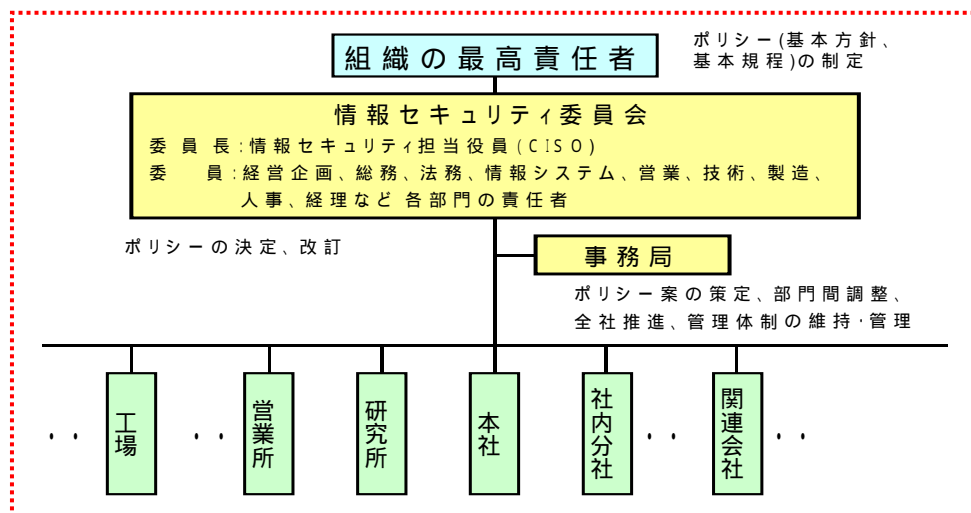 組織の最高責任者
ポリシー(基本方針、
基本規程)の制定
情報セキュリティ委員会
委員長:情報セキュリティ担当役員(CISO)
委　員:経営企画、総務、法務、情報システム、営業、技術、製造、
人事、経理など各部門の責任者
ポリシーの決定、改訂
事務局
ポリシー案の策定、部門間調整、
全社推進、管理体制の維持・管理
・・
工場
・・
営業所
研究所
本社
社内分社
・・
関連会社
・・